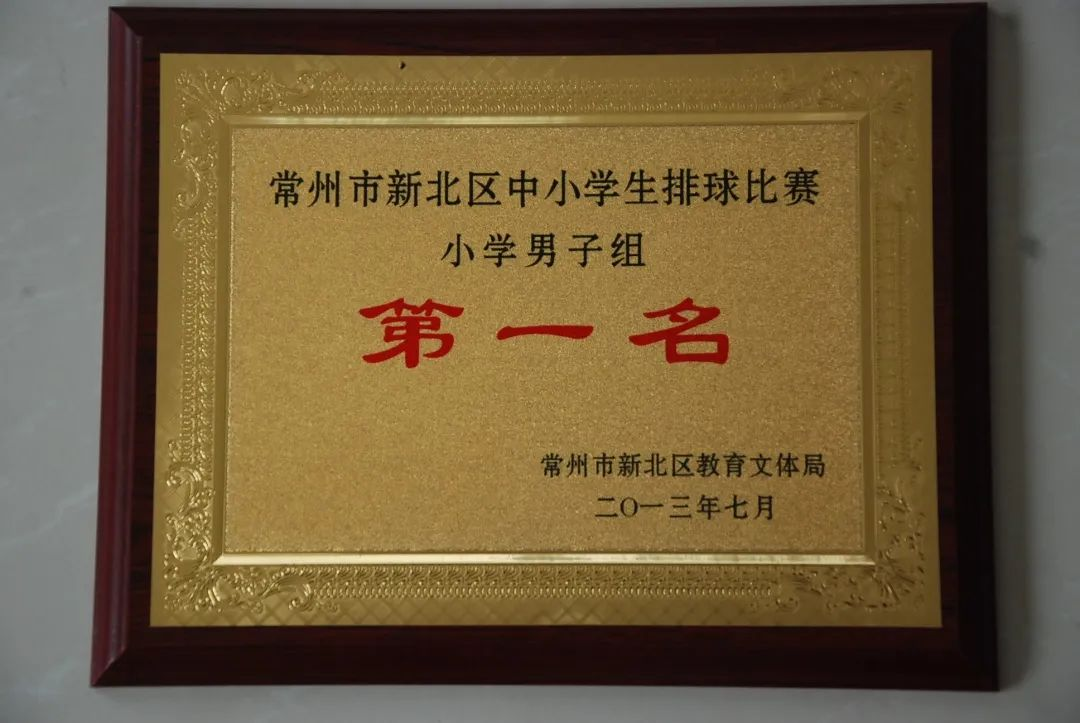 常州市新北区中小学生排球比赛
小学男子组
第一名
常州市新北区教育文体局
二〇一三年七月